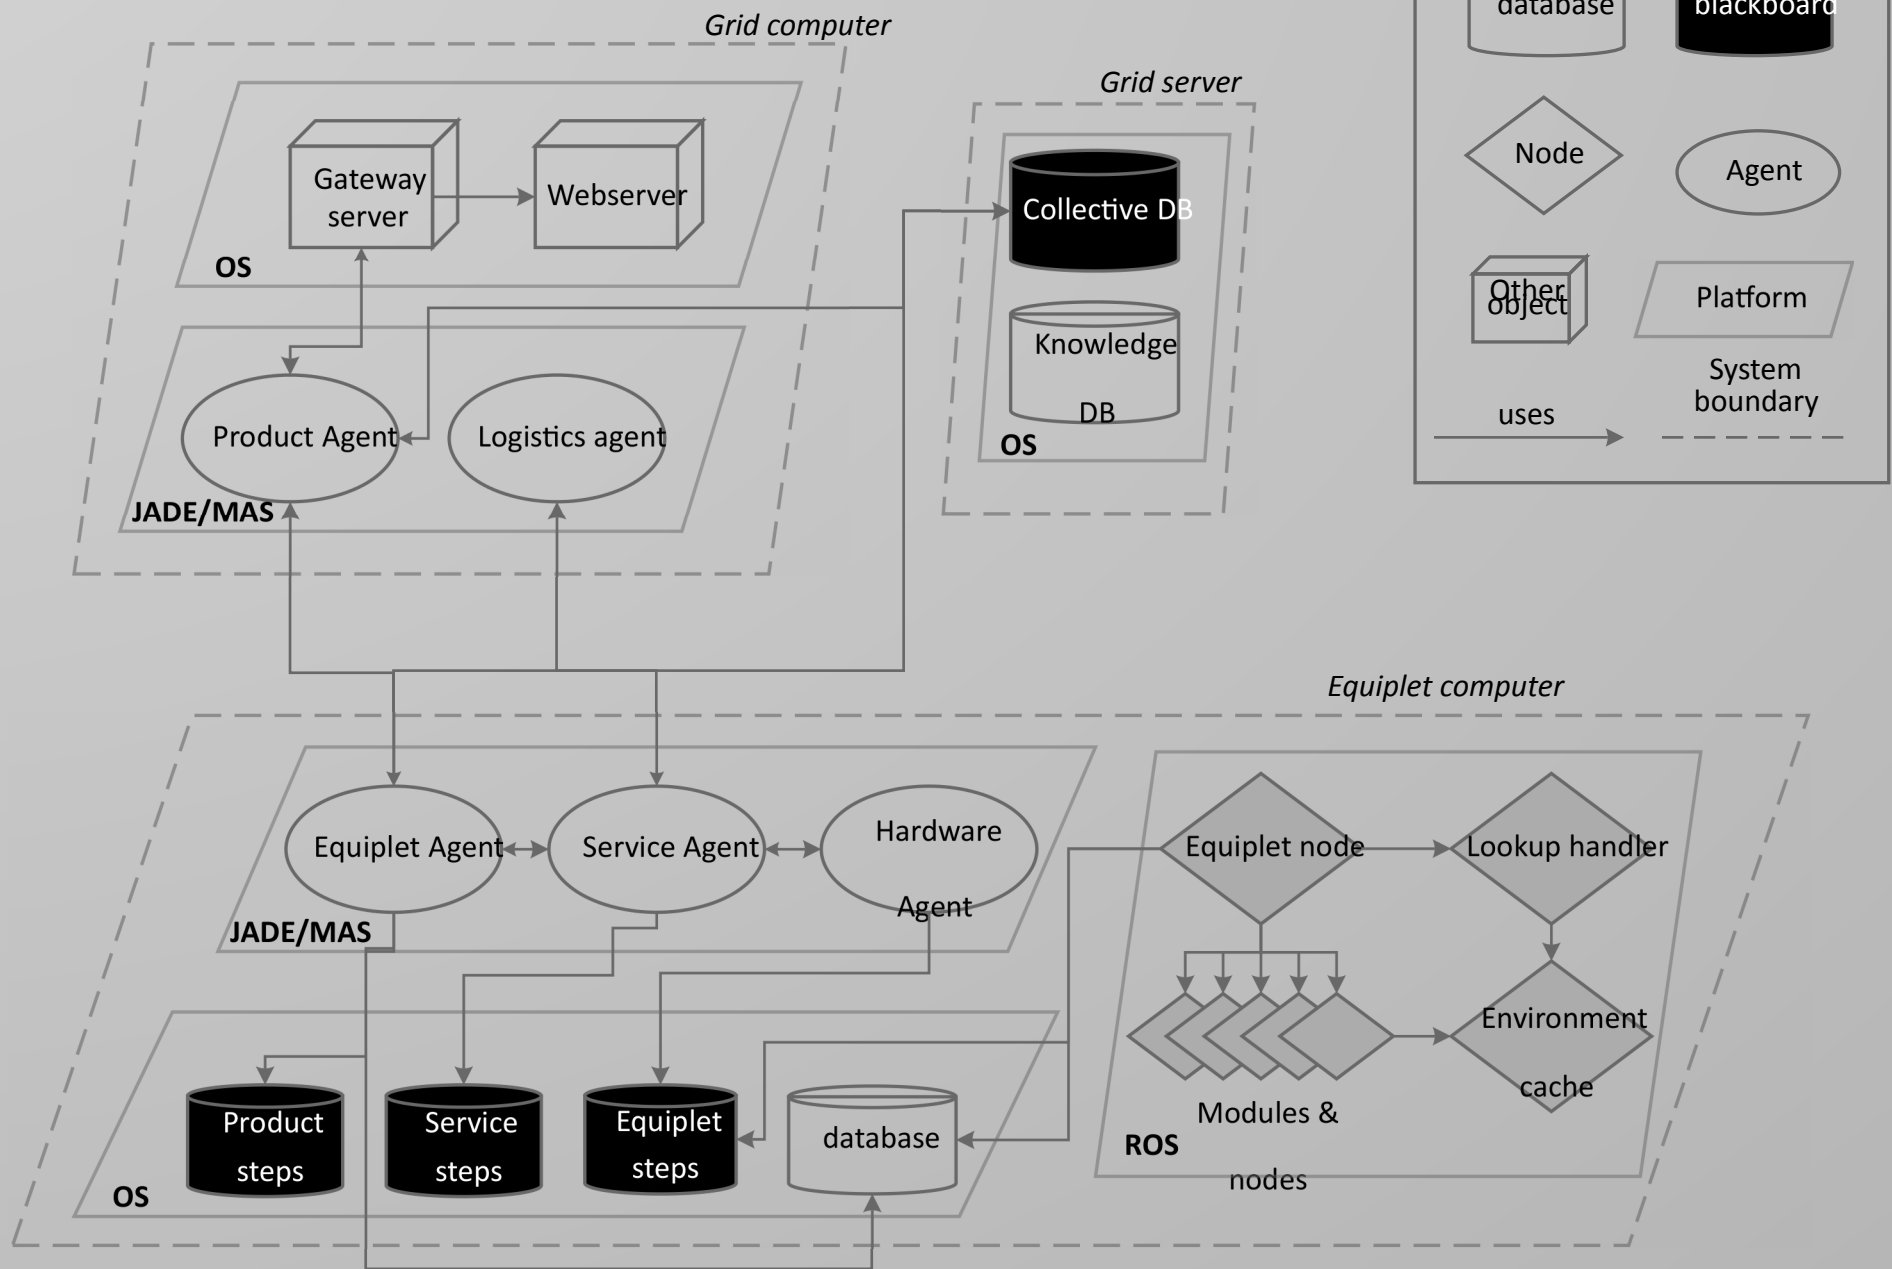 Grid computer
Gateway
server
Webserver
OS
Product Agent
Logistics agent
JADE/MAS
Grid server
Collective DB
Knowledge
DB
OS
database
blackboard
Node
Agent
Other
object
Platform
uses
System
boundary
Equiplet computer
Equiplet Agent
Service Agent
Hardware
Agent
JADE/MAS
Product
steps
Service
steps
Equiplet
steps
database
OS
Equiplet node
Lookup handler
Environment
cache
Modules &
nodes
ROS